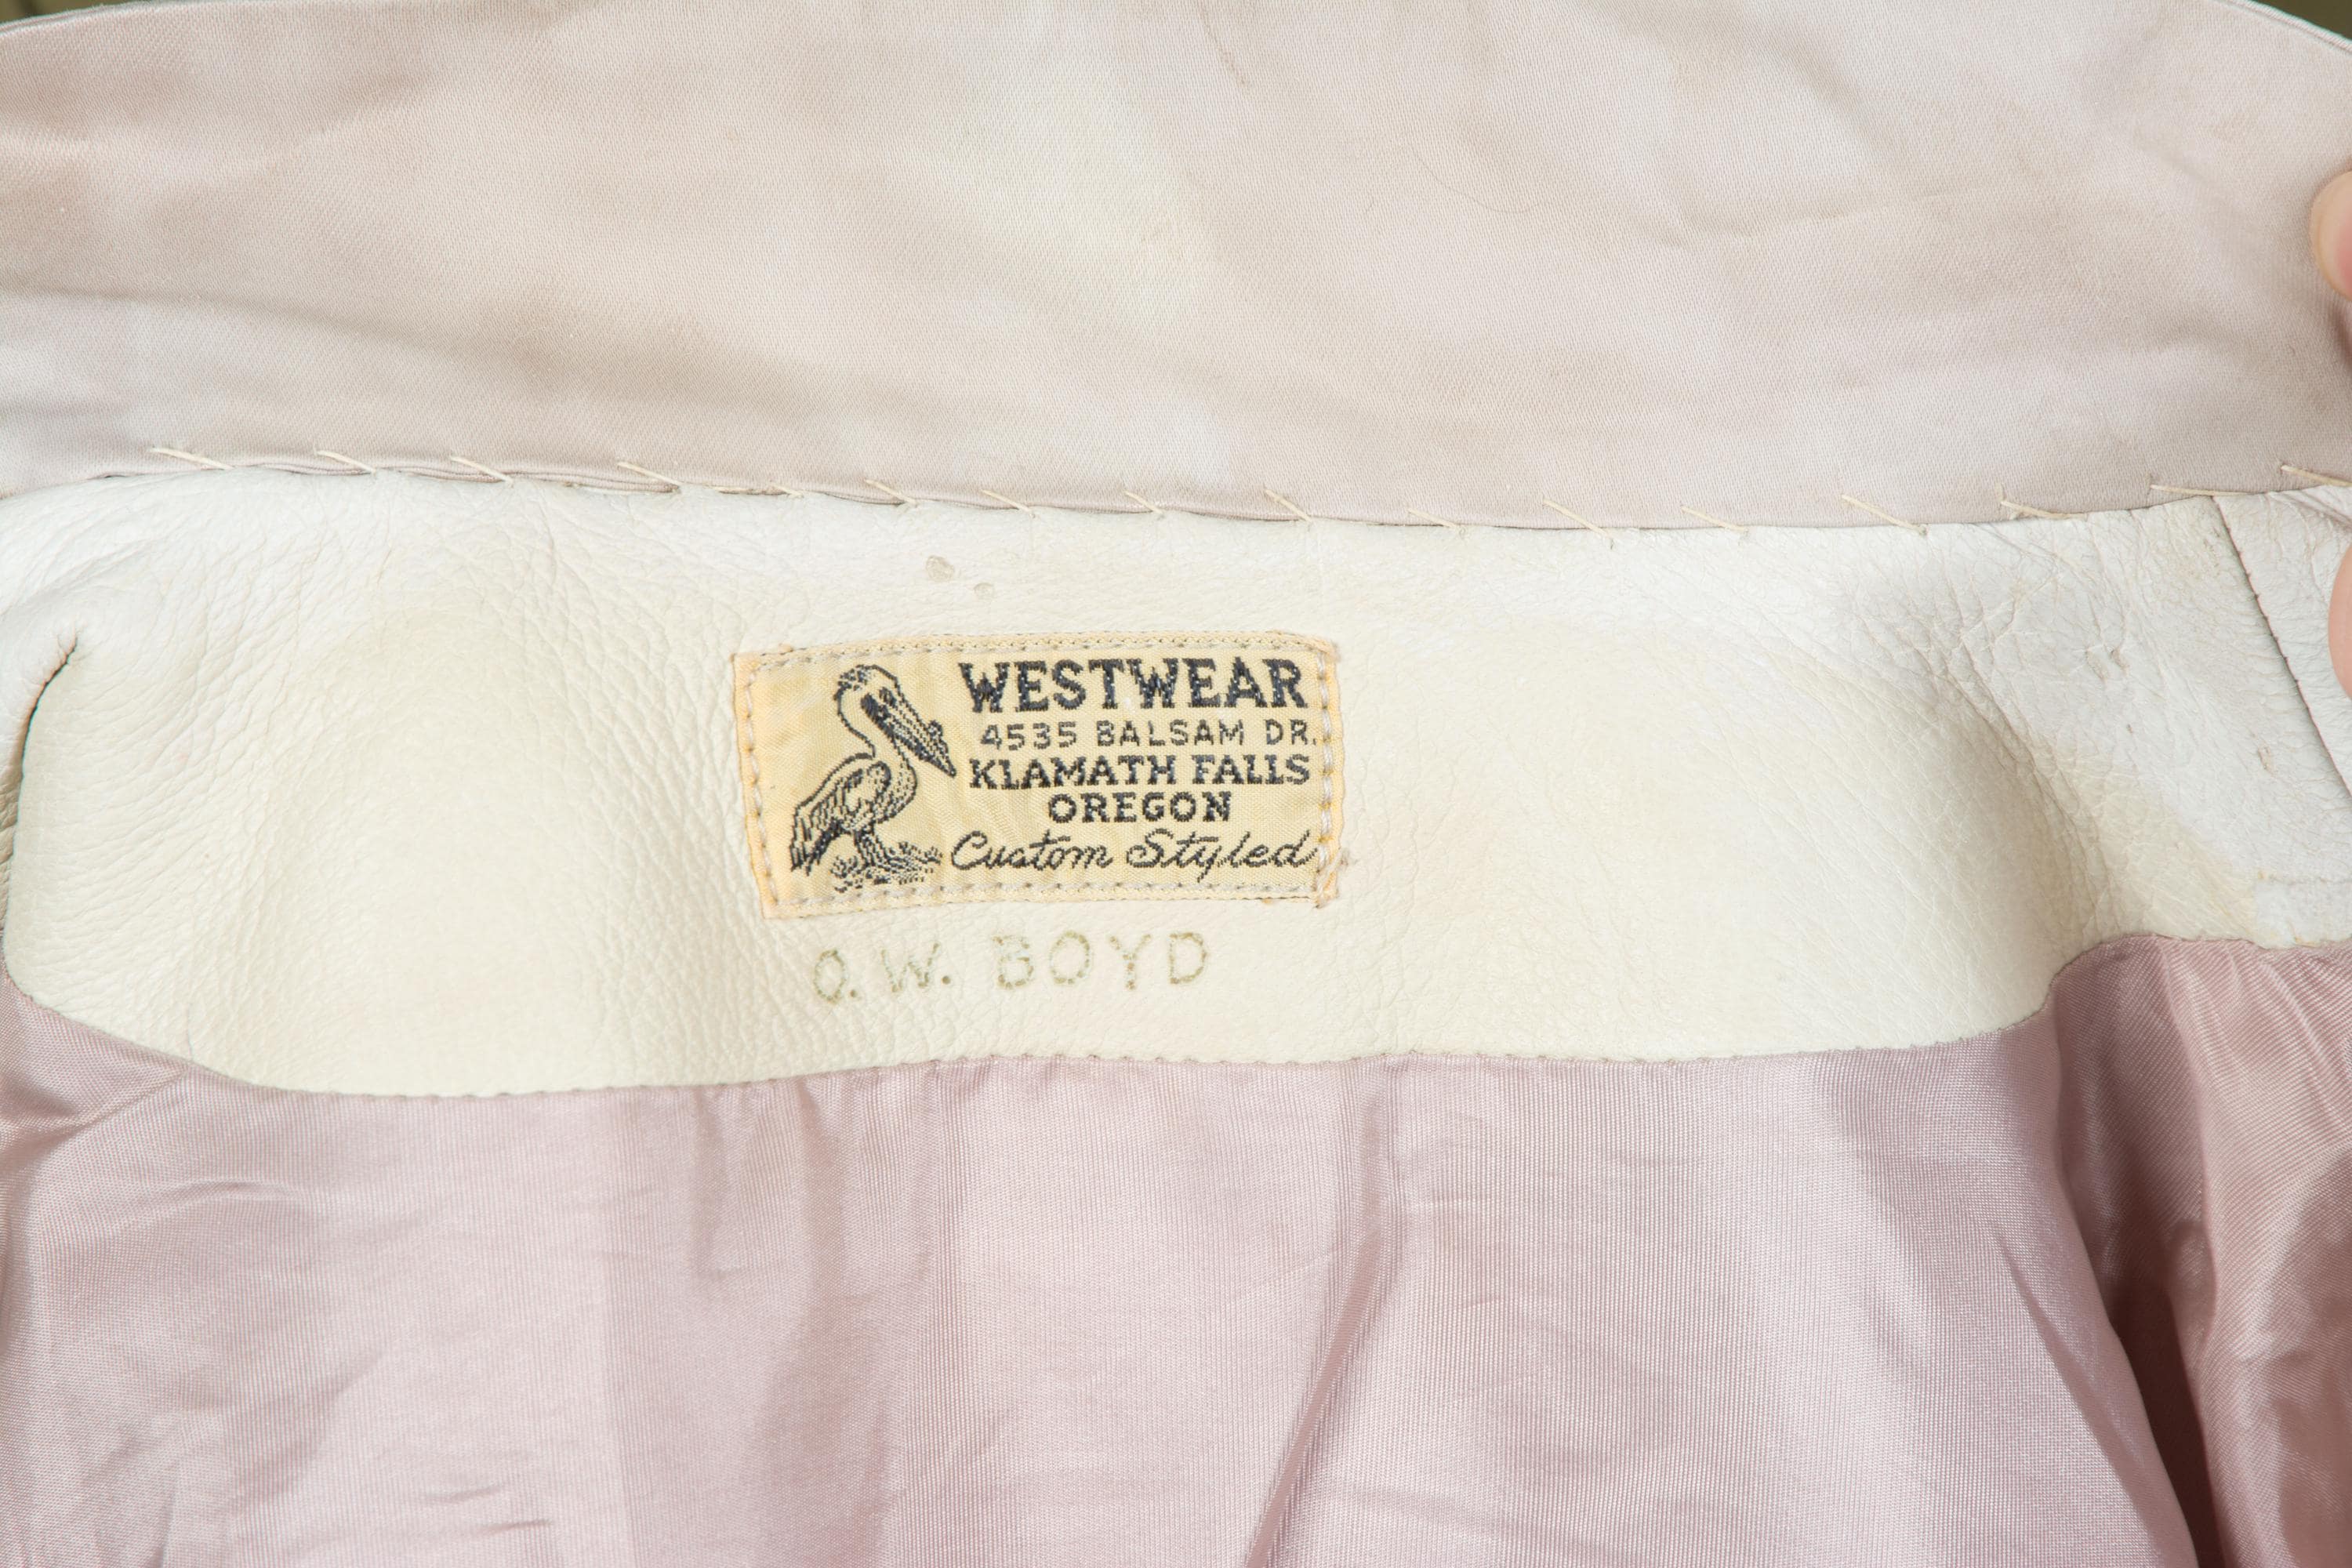 WESTWEAR
4535 BALSAM DR.
KLAMATH FALLS
OREGON
Custom Styled
O.W. BOYD